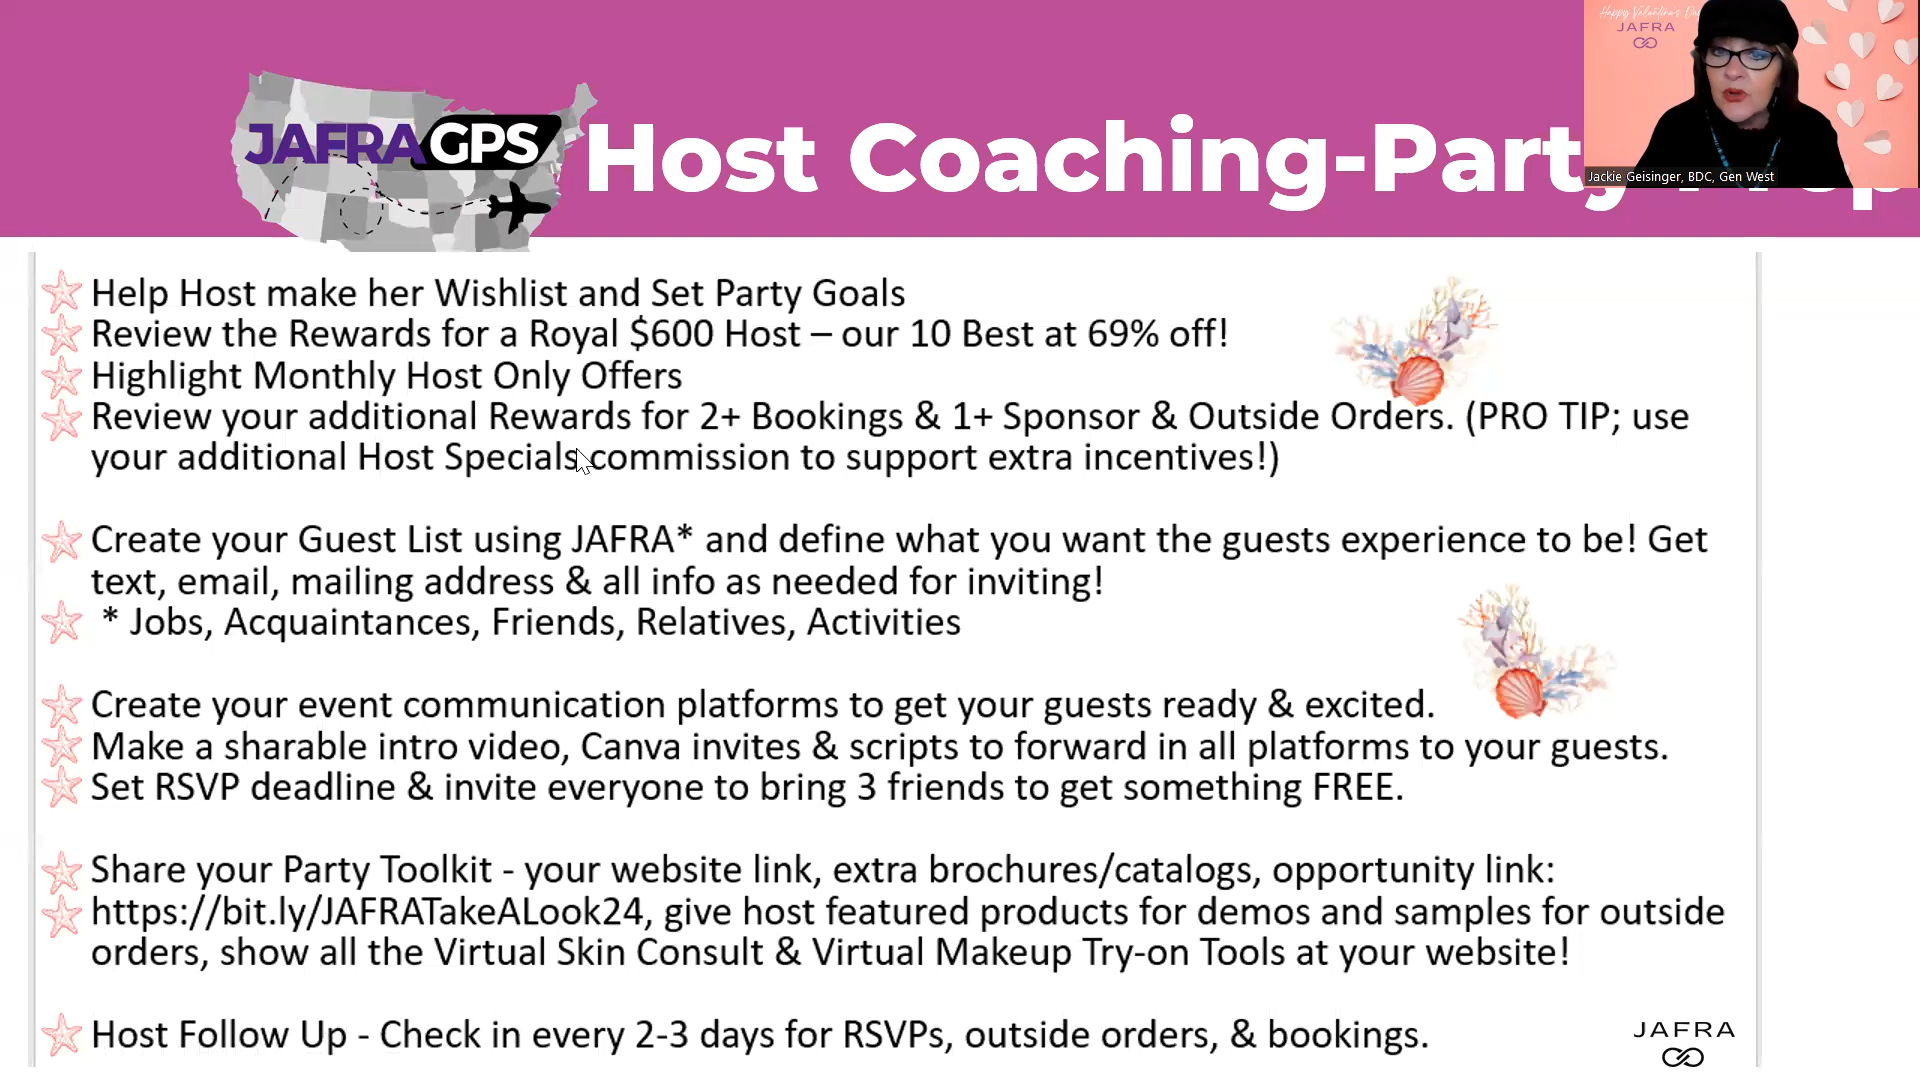 Happy Valentine's
JAFRA
JAFRA GPS Host Coaching-Party
Jackie Geisinger, BDC, Gen West
Help Host make her Wishlist and Set Party Goals
Review the Rewards for a Royal $600 Host – our 10 Best at 69% off!
Highlight Monthly Host Only Offers
Review your additional Rewards for 2+ Bookings & 1+ Sponsor & Outside Orders. (PRO TIP; use
your additional Host Specials commission to support extra incentives!)
Create your Guest List using JAFRA* and define what you want the guests experience to be! Get
text, email, mailing address & all info as needed for inviting!
* Jobs, Acquaintances, Friends, Relatives, Activities
Create your event communication platforms to get your guests ready & excited.
Make a sharable intro video, Canva invites & scripts to forward in all platforms to your guests.
Set RSVP deadline & invite everyone to bring 3 friends to get something FREE.
Share your Party Toolkit - your website link, extra brochures/catalogs, opportunity link:
https://bit.ly/JAFRATakeALook24, give host featured products for demos and samples for outside
orders, show all the Virtual Skin Consult & Virtual Makeup Try-on Tools at your website!
Host Follow Up - Check in every 2-3 days for RSVPs, outside orders, & bookings.
JAFRA